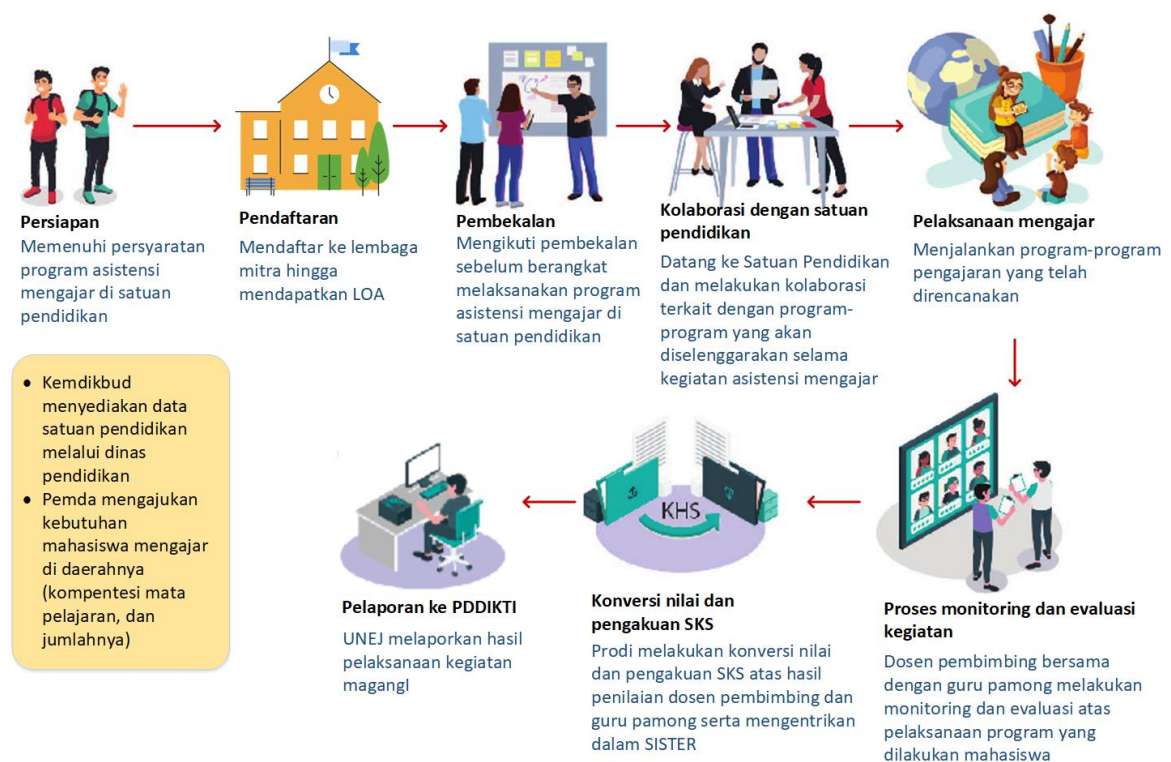 Persiapan
Memenuhi persyaratan
program asistensi
mengajar di satuan
pendidikan
Pendaftaran
Mendaftar ke lembaga
mitra hingga
mendapatkan LOA
Pembekalan
Mengikuti pembekalan
sebelum berangkat
melaksanakan program
asistensi mengajar di
satuan pendidikan
Kolaborasi dengan satuan
pendidikan
Datang ke Satuan Pendidikan
dan melakukan kolaborasi
terkait dengan program-
program yang akan
diselenggarakan selama
kegiatan asistensi mengajar
Pelaksanaan mengajar
Menjalankan program-program
pengajaran yang telah
direncanakan
● Kemdikbud
menyediakan data
satuan pendidikan
melalui dinas
pendidikan
● Pemda mengajukan
kebutuhan
mahasiswa mengajar
di daerahnya
(kompentesi mata
pelajaran, dan
jumlahnya)
Proses monitoring dan evaluasi
kegiatan
Dosen pembimbing bersama
dengan guru pamong melakukan
monitoring dan evaluasi atas
pelaksanaan program yang
dilakukan mahasiswa
KHS
Konversi nilai dan
pengakuan SKS
Prodi melakukan konversi nilai
dan pengakuan SKS atas hasil
penilaian dosen pembimbing dan
guru pamong serta mengentrikan
dalam SISTER
Pelaporan ke PDDIKTI
UNEJ melaporkan hasil
pelaksanaan kegiatan
magangl